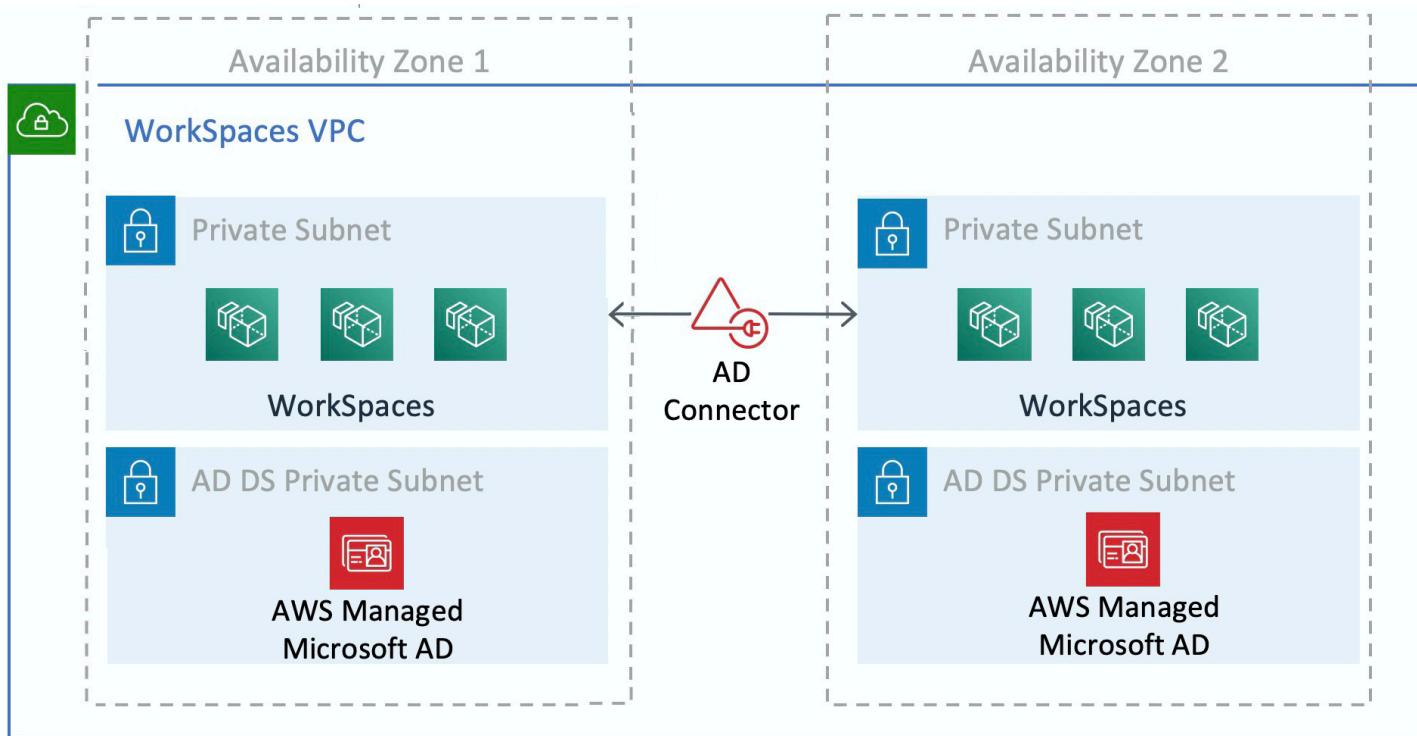 Availability Zone 1
Availability Zone 2
WorkSpaces VPC
Private Subnet
WorkSpaces
AD DS Private Subnet
AWS Managed
Microsoft AD
AD
Connector
Private Subnet
WorkSpaces
AD DS Private Subnet
AWS Managed
Microsoft AD